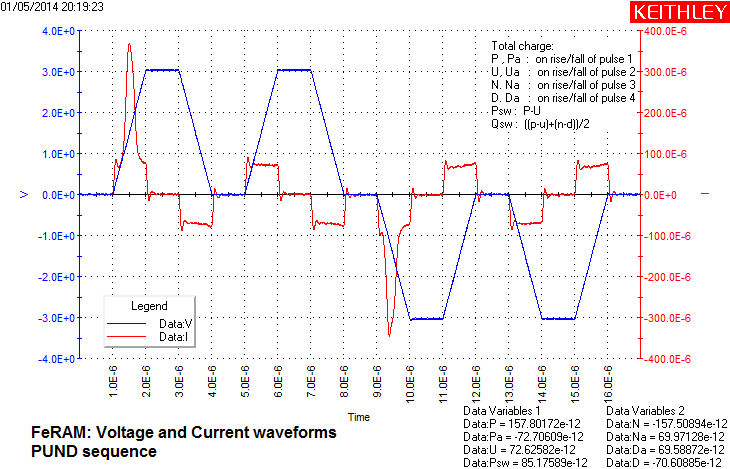 01/05/2014 20:19:23
KEITHLEY
4.0E+0
3.0E+0
2.0E+0
1.0E+0
0.0E+0
-1.0E+0
-2.0E+0
-3.0E+0
-4.0E+0
V
400.0E-6
300.0E-6
200.0E-6
100.0E-6
0.0E+0
-100.0E-6
-200.0E-6
-300.0E-6
-400.0E-6
I
Total charge:
P , Pa : on rise/fall of pulse 1
U, Ua : on rise/fall of pulse 2
N. Na : on rise/fall of pulse 3
D. Da : on rise/fall of pulse 4
Psw : P-U
Qsw : ((p-u)+(n-d))/2
Legend
Data:V
Data:I
1.0E-6
2.0E-6
3.0E-6
4.0E-6
5.0E-6
6.0E-6
7.0E-6
8.0E-6
9.0E-6
10.0E-6
11.0E-6
12.0E-6
13.0E-6
14.0E-6
15.0E-6
16.0E-6
Time
FeRAM: Voltage and Current waveforms
PUND sequence
Data Variables 1
Data:P = 157.80172e-12
Data:Pa = -72.70609e-12
Data:U = 72.62582e-12
Data:Psw = 85.17589e-12
Data Variables 2
Data:N = -157.50894e-12
Data:Na = 69.97128e-12
Data:Da = 69.58872e-12
Data:D = -70.60885e-12